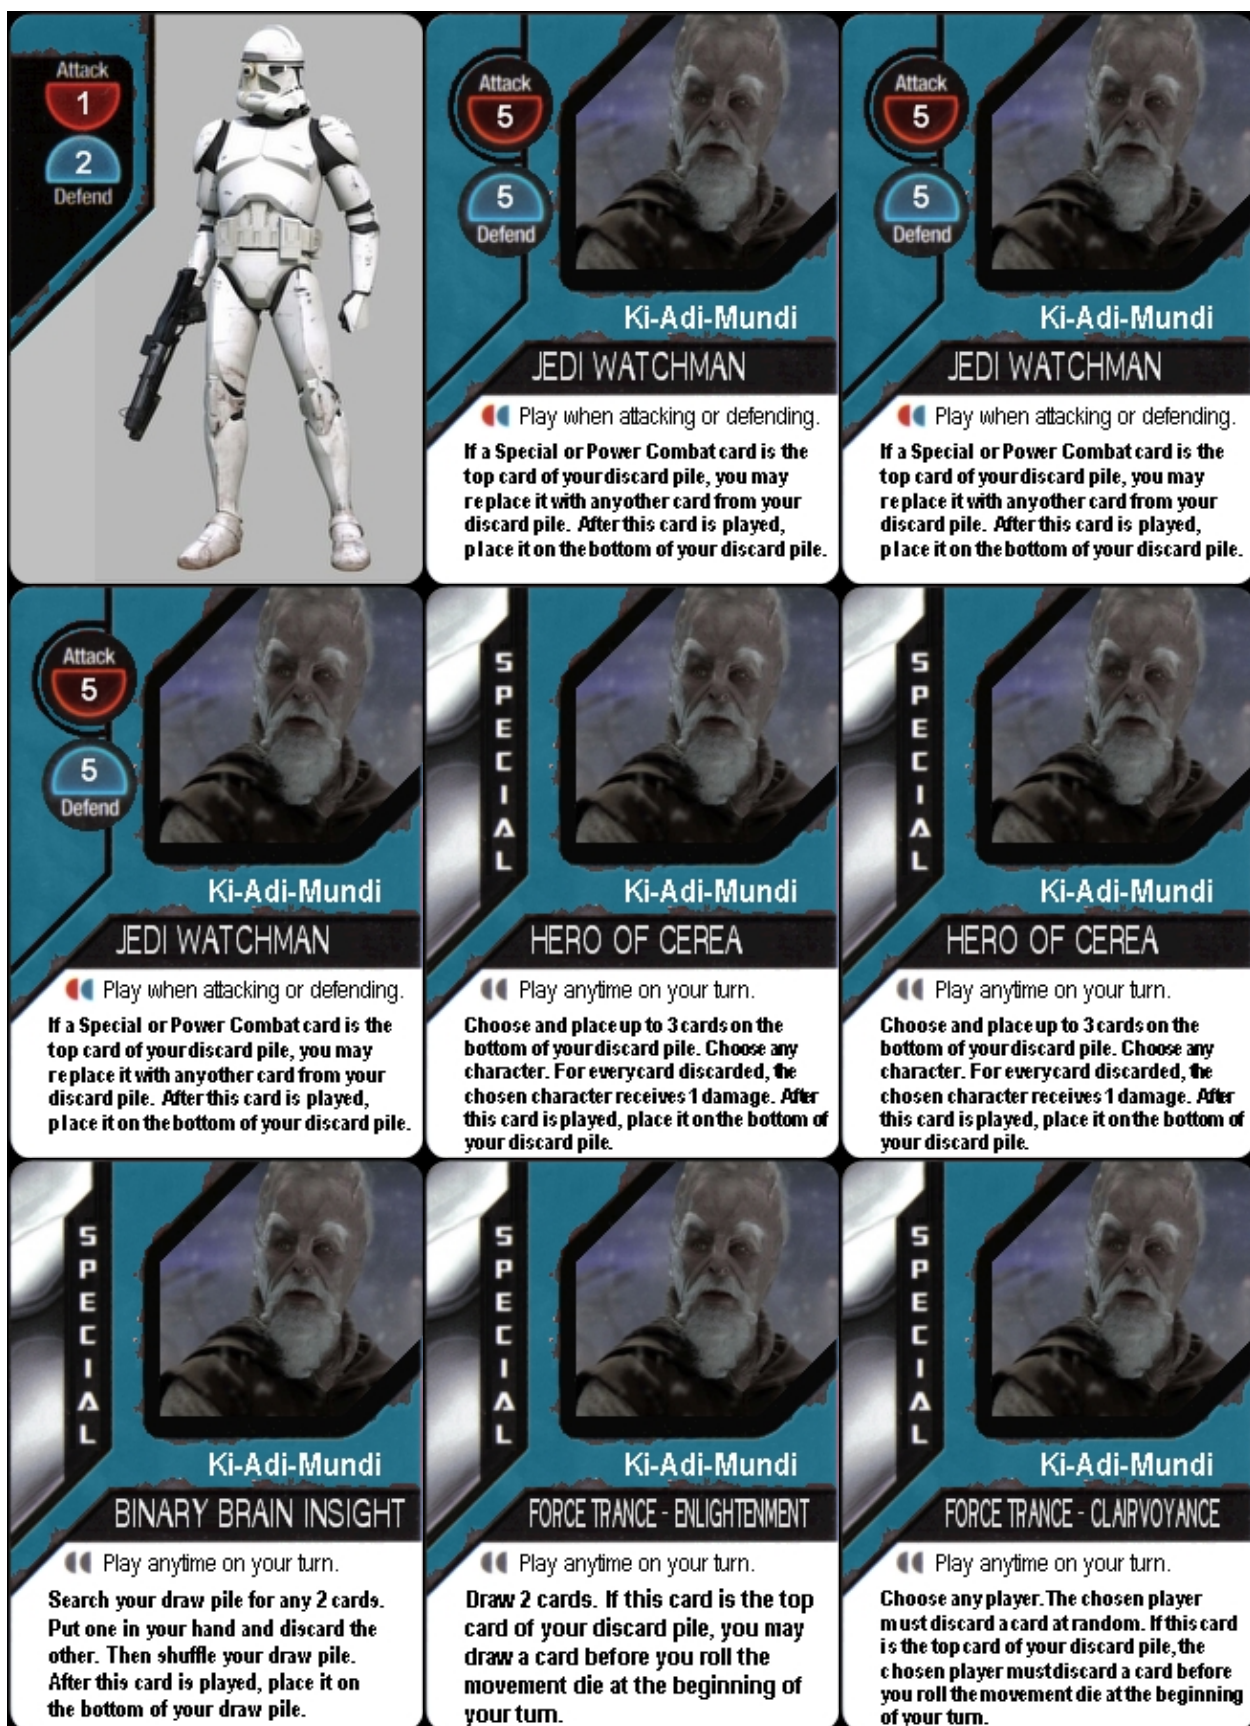 Attack
1
2
Defend
Attack
5
5
Defend
Ki-Adi-Mundi
JEDI WATCHMAN
Play when attacking or defending.
If a Special or Power Combat card is the
top card of your discard pile, you may
replace it with any other card from your
discard pile. After this card is played,
place it on the bottom of your discard pile.
Attack
5
5
Defend
Ki-Adi-Mundi
JEDI WATCHMAN
Play when attacking or defending.
If a Special or Power Combat card is the
top card of your discard pile, you may
replace it with any other card from your
discard pile. After this card is played,
place it on the bottom of your discard pile.
Attack
5
5
Defend
Ki-Adi-Mundi
JEDI WATCHMAN
Play when attacking or defending.
If a Special or Power Combat card is the
top card of your discard pile, you may
replace it with any other card from your
discard pile. After this card is played,
place it on the bottom of your discard pile.
SPECIAL
Ki-Adi-Mundi
HERO OF CEREA
Play anytime on your turn.
Choose and place up to 3 cards on the
bottom of your discard pile. Choose any
character. For every card discarded, the
chosen character receives 1 damage. After
this card is played, place it on the bottom of
your discard pile.
SPECIAL
Ki-Adi-Mundi
HERO OF CEREA
Play anytime on your turn.
Choose and place up to 3 cards on the
bottom of your discard pile. Choose any
character. For every card discarded, the
chosen character receives 1 damage. After
this card is played, place it on the bottom of
your discard pile.
SPECIAL
Ki-Adi-Mundi
BINARY BRAIN INSIGHT
Play anytime on your turn.
Search your draw pile for any 2 cards.
Put one in your hand and discard the
other. Then shuffle your draw pile.
After this card is played, place it on
the bottom of your draw pile.
SPECIAL
Ki-Adi-Mundi
FORCE TRANCE - ENLIGHTENMENT
Play anytime on your turn.
Draw 2 cards. If this card is the top
card of your discard pile, you may
draw a card before you roll the
movement die at the beginning of
your turn.
SPECIAL
Ki-Adi-Mundi
FORCE TRANCE - CLAIRVOYANCE
Play anytime on your turn.
Choose any player. The chosen player
must discard a card at random. If this card
is the top card of your discard pile, the
chosen player must discard a card before
you roll the movement die at the beginning
of your turn.